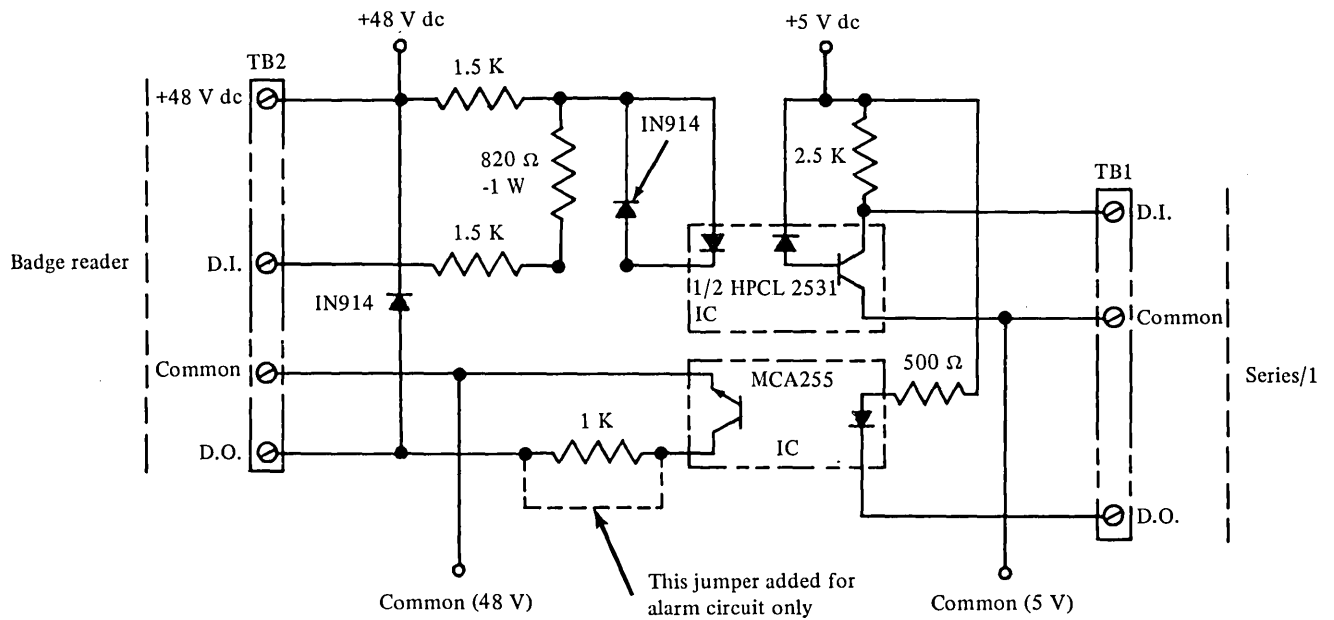 +48 V dc
+5 V dc
TB2
+48 V dc
1.5 K
IN914
820 Ω
-1 W
2.5 K
TB1
D.I.
1.5 K
Badge reader
D.I.
IN914
1/2 HPCL 2531
IC
Common
Common
MCA255
500 Ω
Series/1
1 K
IC
D.O.
D.O.
This jumper added for
alarm circuit only
Common (48 V)
Common (5 V)